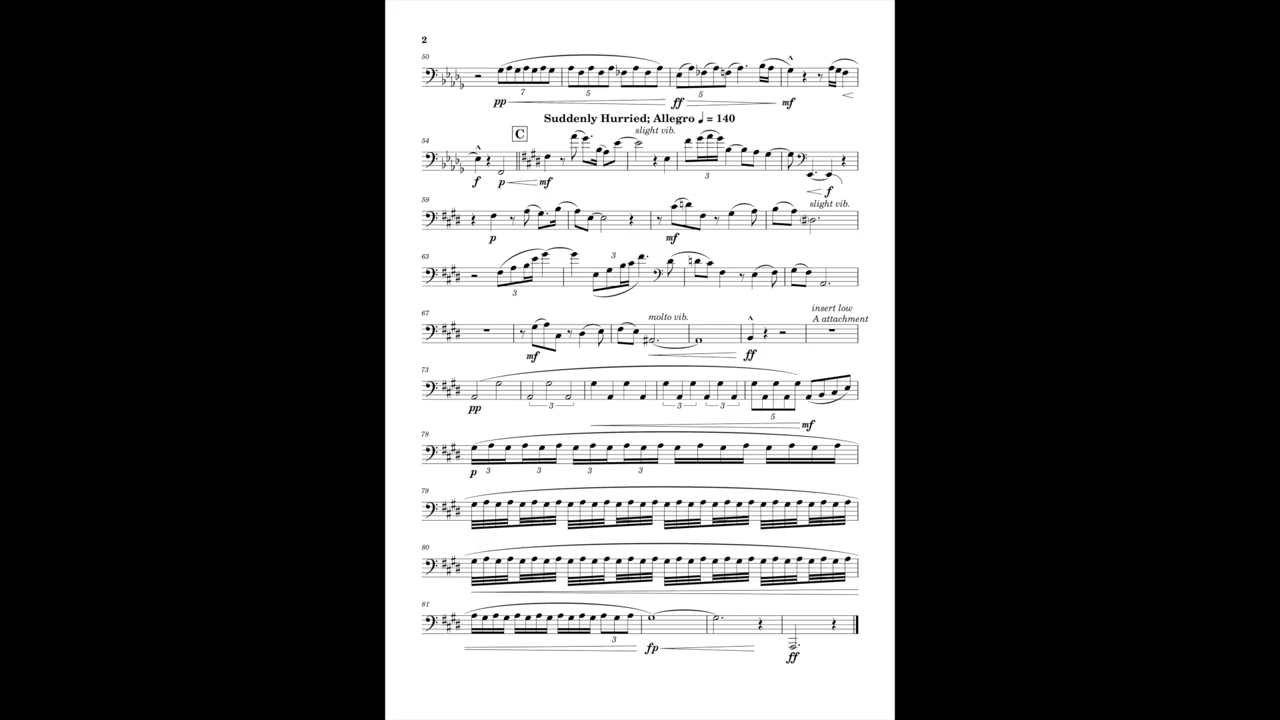 2
50
7 5 5
pp ff mf
Suddenly Hurried; Allegro ♩ = 140
C slight vib.
54
3
f p mf f
59 slight vib.
p mf
63 3
3
67 molto vib. insert low
A attachment
mf ff
73
3 3 3 5
pp mf
78
p 3 3 3 3
79
80
81
3
fp ff